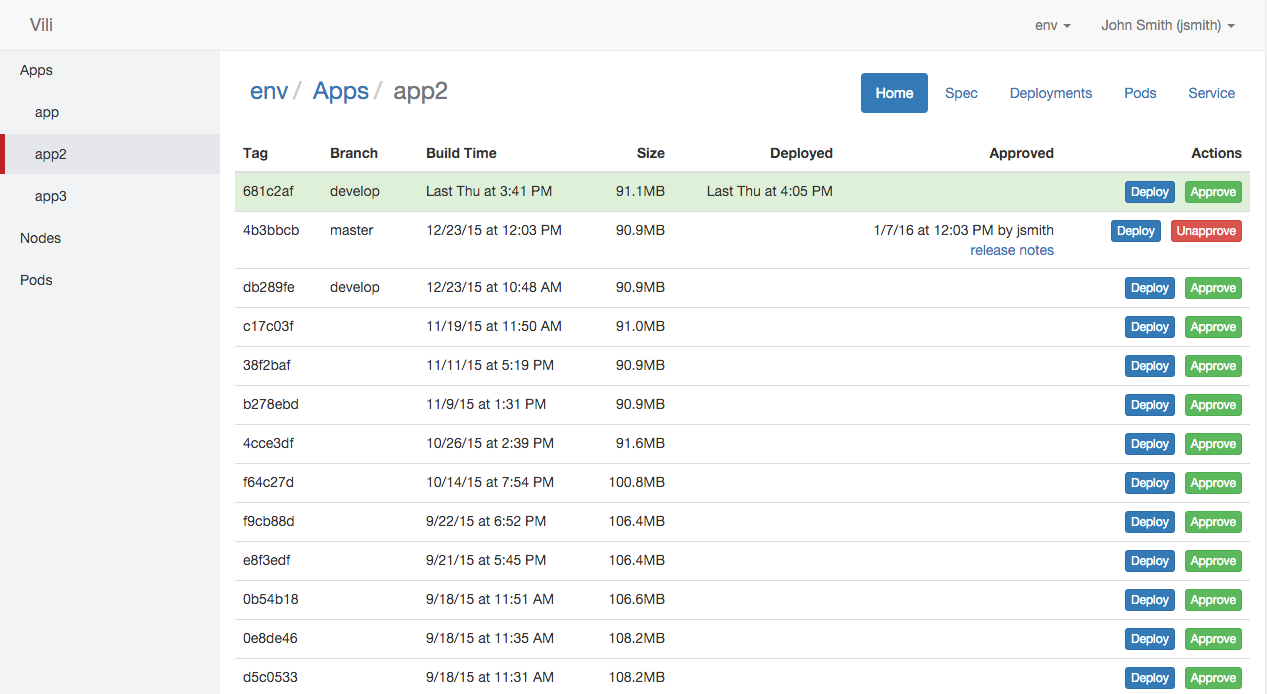 Vili env John Smith (jsmith)
Apps
app
app2
app3
Nodes
Pods
env / Apps / app2 Home Spec Deployments Pods Service
Tag Branch Build Time Size Deployed Approved Actions
681c2af develop Last Thu at 3:41 PM 91.1MB Last Thu at 4:05 PM Deploy Approve
4b3bbcb master 12/23/15 at 12:03 PM 90.9MB 1/7/16 at 12:03 PM by jsmith Deploy Unapprove
release notes
db289fe develop 12/23/15 at 10:48 AM 90.9MB Deploy Approve
c17c03f 11/19/15 at 11:50 AM 91.0MB Deploy Approve
38f2baf 11/11/15 at 5:19 PM 90.9MB Deploy Approve
b278ebd 11/9/15 at 1:31 PM 90.9MB Deploy Approve
4cce3df 10/26/15 at 2:39 PM 91.6MB Deploy Approve
f64c27d 10/14/15 at 7:54 PM 100.8MB Deploy Approve
f9cb88d 9/22/15 at 6:52 PM 106.4MB Deploy Approve
e8f3edf 9/21/15 at 5:45 PM 106.4MB Deploy Approve
0b54b18 9/18/15 at 11:51 AM 106.6MB Deploy Approve
0e8de46 9/18/15 at 11:35 AM 108.2MB Deploy Approve
d5c0533 9/18/15 at 11:31 AM 108.2MB Deploy Approve